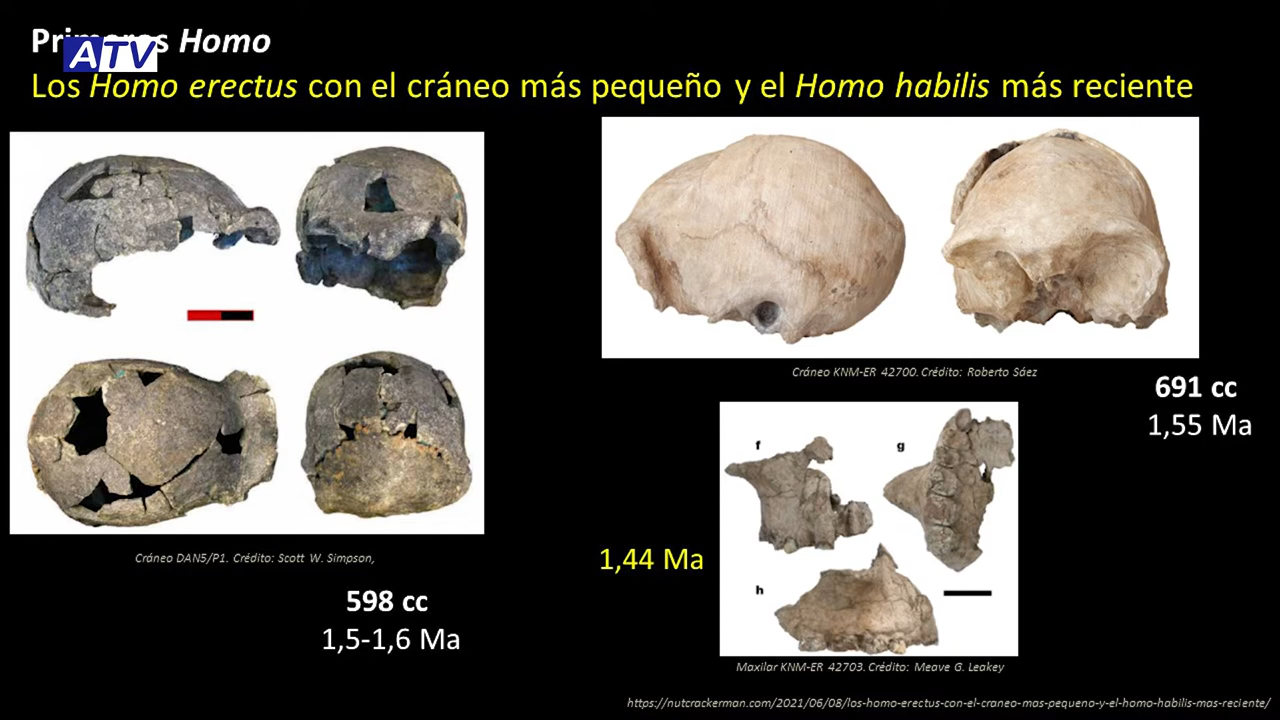 Primeros Homo
ATV
Los Homo erectus con el cráneo más pequeño y el Homo habilis más reciente
Cráneo KNM-ER 42700. Crédito: Roberto Sáez
691 cc
1,55 Ma
f
g
h
1,44 Ma
Cráneo DAN5/P1. Crédito: Scott W. Simpson,
598 cc
1,5-1,6 Ma
Maxilar KNM-ER 42703. Crédito: Meave G. Leakey
https://nutcrackerman.com/2021/06/08/los-homo-erectus-con-el-craneo-mas-pequeno-y-el-homo-habilis-mas-reciente/